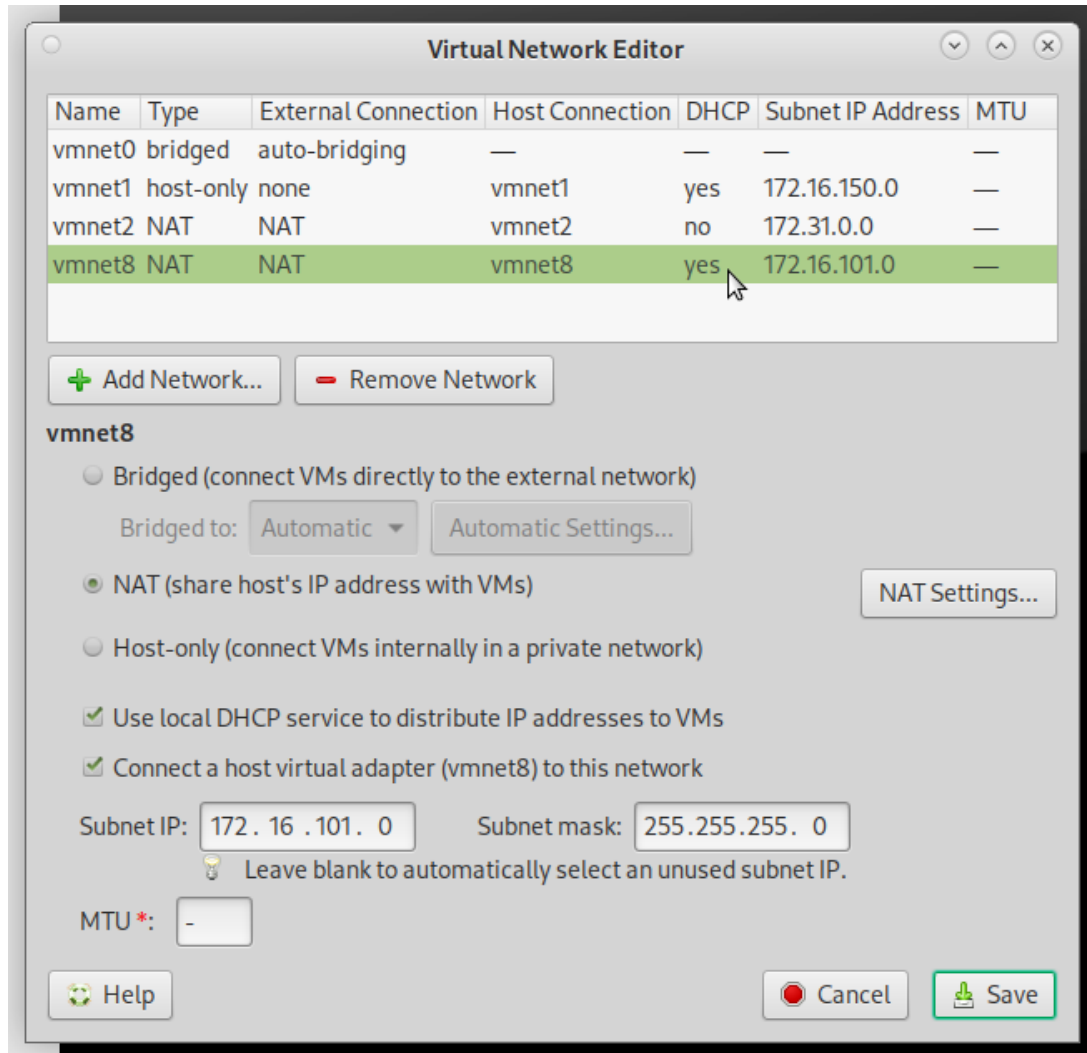 Virtual Network Editor
Name Type External Connection Host Connection DHCP Subnet IP Address MTU
vmnet0 bridged auto-bridging — — — —
vmnet1 host-only none vmnet1 yes 172.16.150.0 —
vmnet2 NAT NAT vmnet2 no 172.31.0.0 —
vmnet8 NAT NAT vmnet8 yes 172.16.101.0 —
Add Network... Remove Network
vmnet8
Bridged (connect VMs directly to the external network)
Bridged to: Automatic Automatic Settings...
NAT (share host's IP address with VMs) NAT Settings...
Host-only (connect VMs internally in a private network)
Use local DHCP service to distribute IP addresses to VMs
Connect a host virtual adapter (vmnet8) to this network
Subnet IP: 172. 16 .101. 0 Subnet mask: 255.255.255. 0
Leave blank to automatically select an unused subnet IP.
MTU *: -
Help Cancel Save